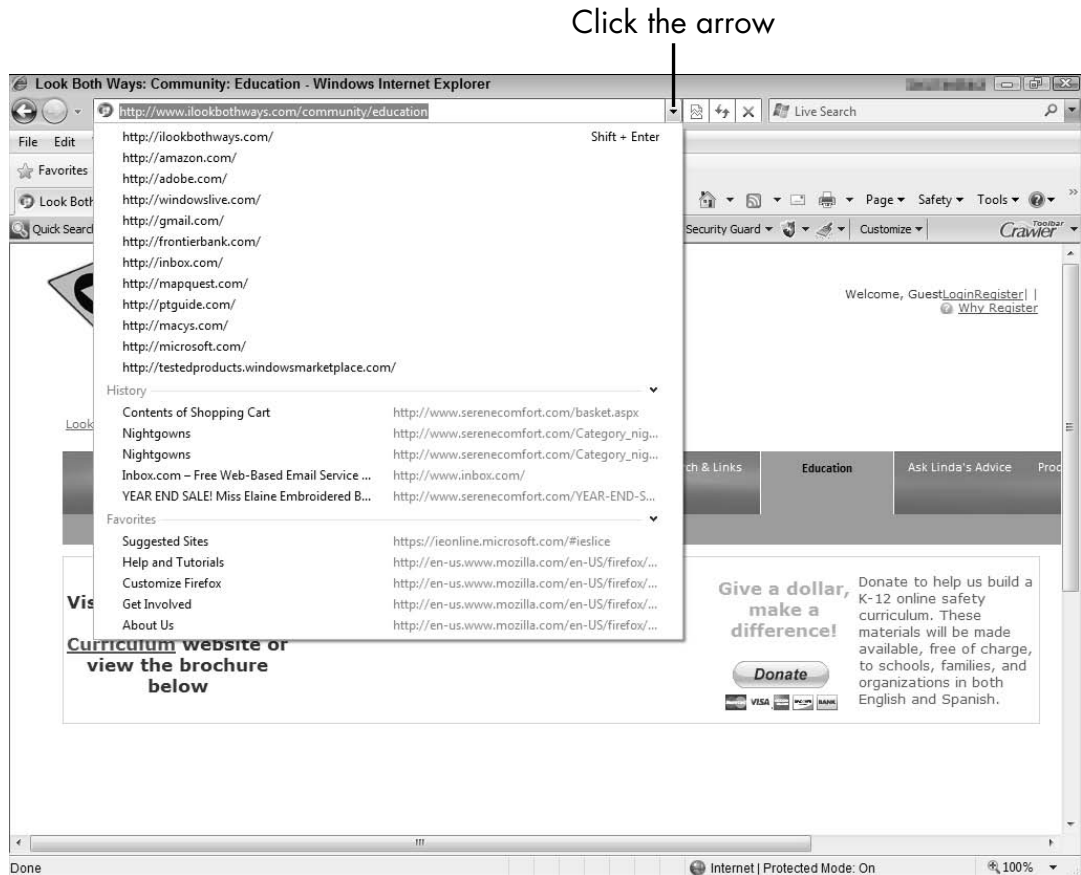 Click the arrow
Look Both Ways: Community: Education - Windows Internet Explorer
http://www.ilookbothways.com/community/education
Live Search
File Edit
http://ilookbothways.com/ Shift + Enter
http://amazon.com/
Favorites
http://adobe.com/
Look Both
http://windowslive.com/
Page Safety Tools
http://gmail.com/
Quick Search
Security Guard Customize Crawler Toolbar
http://frontierbank.com/
http://inbox.com/
http://mapquest.com/
Welcome, Guest Login Register| |
http://ptguide.com/
Why Register
http://macys.com/
http://microsoft.com/
http://testedproducts.windowsmarketplace.com/
History
Contents of Shopping Cart http://www.serenecomfort.com/basket.aspx
Look
Nightgowns http://www.serenecomfort.com/Category_nig...
Nightgowns http://www.serenecomfort.com/Category_nig...
ch & Links Education Ask Linda's Advice Prod
Inbox.com – Free Web-Based Email Service ... http://www.inbox.com/
YEAR END SALE! Miss Elaine Embroidered B... http://www.serenecomfort.com/YEAR-END-S...
Favorites
Suggested Sites https://ieonline.microsoft.com/#ieslice
Help and Tutorials http://en-us.www.mozilla.com/en-US/firefox/...
Customize Firefox http://en-us.www.mozilla.com/en-US/firefox/...
Get Involved http://en-us.www.mozilla.com/en-US/firefox/...
About Us http://en-us.www.mozilla.com/en-US/firefox/...
Vis
Curriculum website or
view the brochure
below
Give a dollar,
make a
difference!
Donate
VISA BANK
Donate to help us build a
K-12 online safety
curriculum. These
materials will be made
available, free of charge,
to schools, families, and
organizations in both
English and Spanish.
Done
Internet | Protected Mode: On 100%